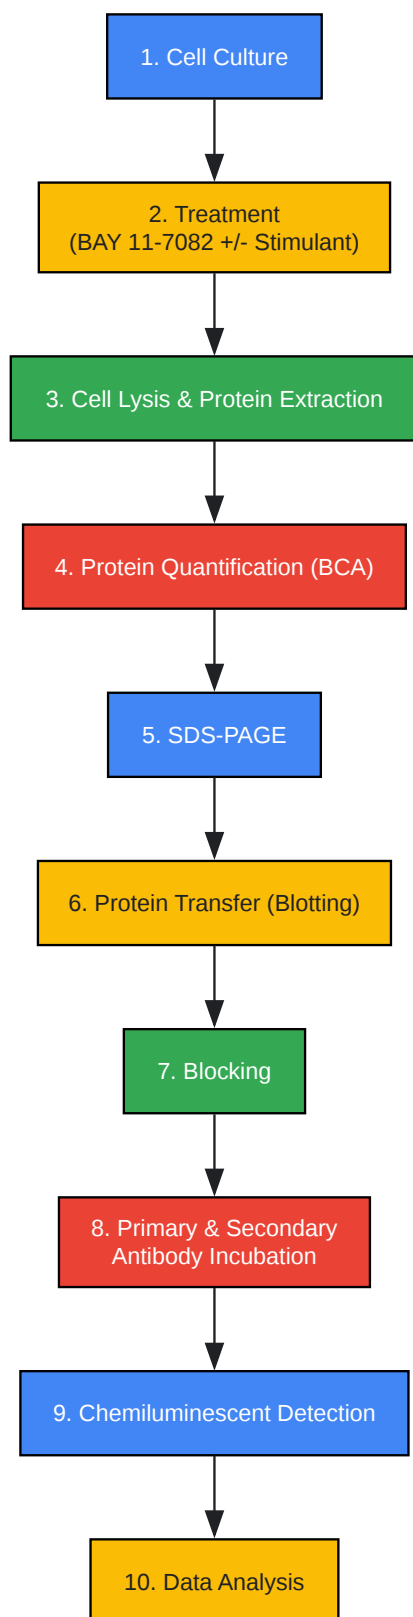 1. Cell Culture
2. Treatment
(BAY 11-7082 +/- Stimulant)
3. Cell Lysis & Protein Extraction
4. Protein Quantification (BCA)
5. SDS-PAGE
6. Protein Transfer (Blotting)
7. Blocking
8. Primary & Secondary
Antibody Incubation
9. Chemiluminescent Detection
10. Data Analysis